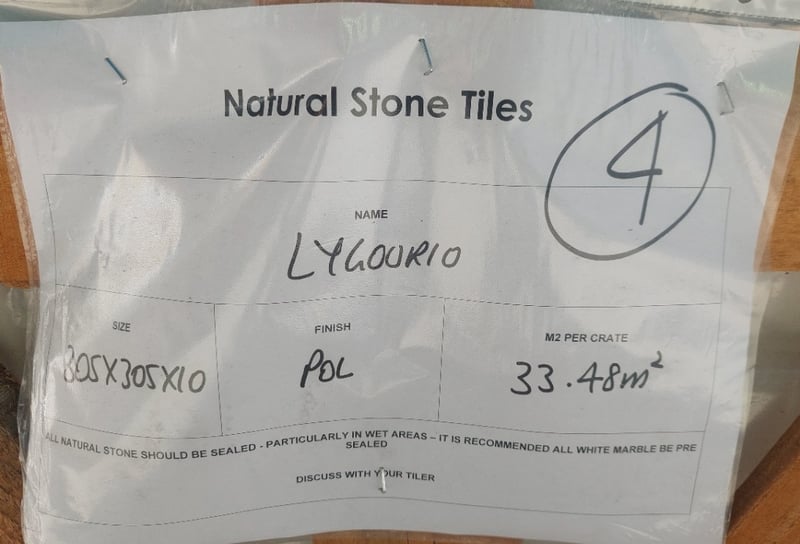 Natural Stone Tiles
4
NAME
LYGOURIO
SIZE
305X305X10
FINISH
POL
M2 PER CRATE
33.48m²
ALL NATURAL STONE SHOULD BE SEALED - PARTICULARLY IN WET AREAS – IT IS RECOMMENDED ALL WHITE MARBLE BE PRE
SEALED
DISCUSS WITH YOUR TILER